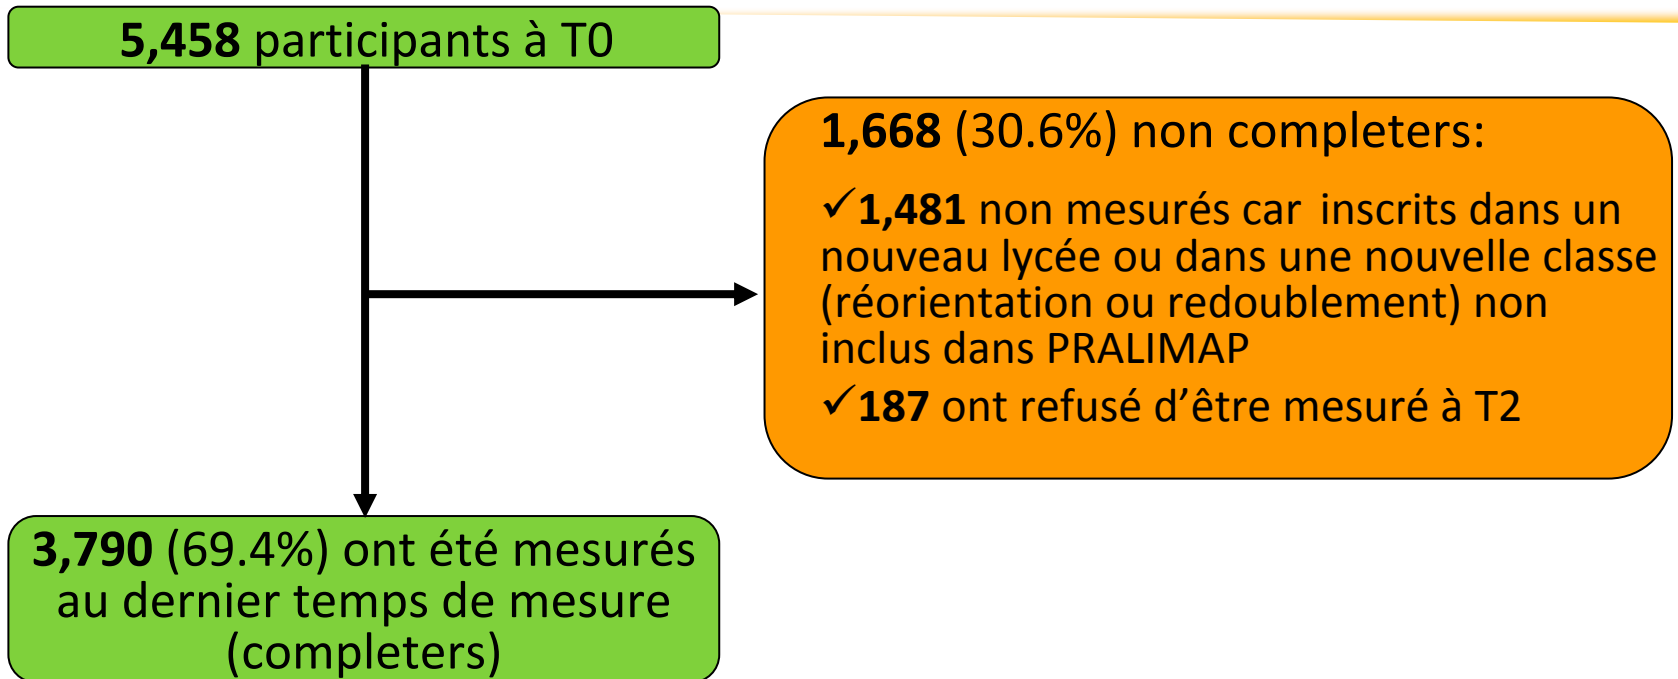 5,458 participants à T0
1,668 (30.6%) non completers:
✓1,481 non mesurés car inscrits dans un
nouveau lycée ou dans une nouvelle classe
(réorientation ou redoublement) non
inclus dans PRALIMAP
✓187 ont refusé d’être mesuré à T2
3,790 (69.4%) ont été mesurés
au dernier temps de mesure
(completers)